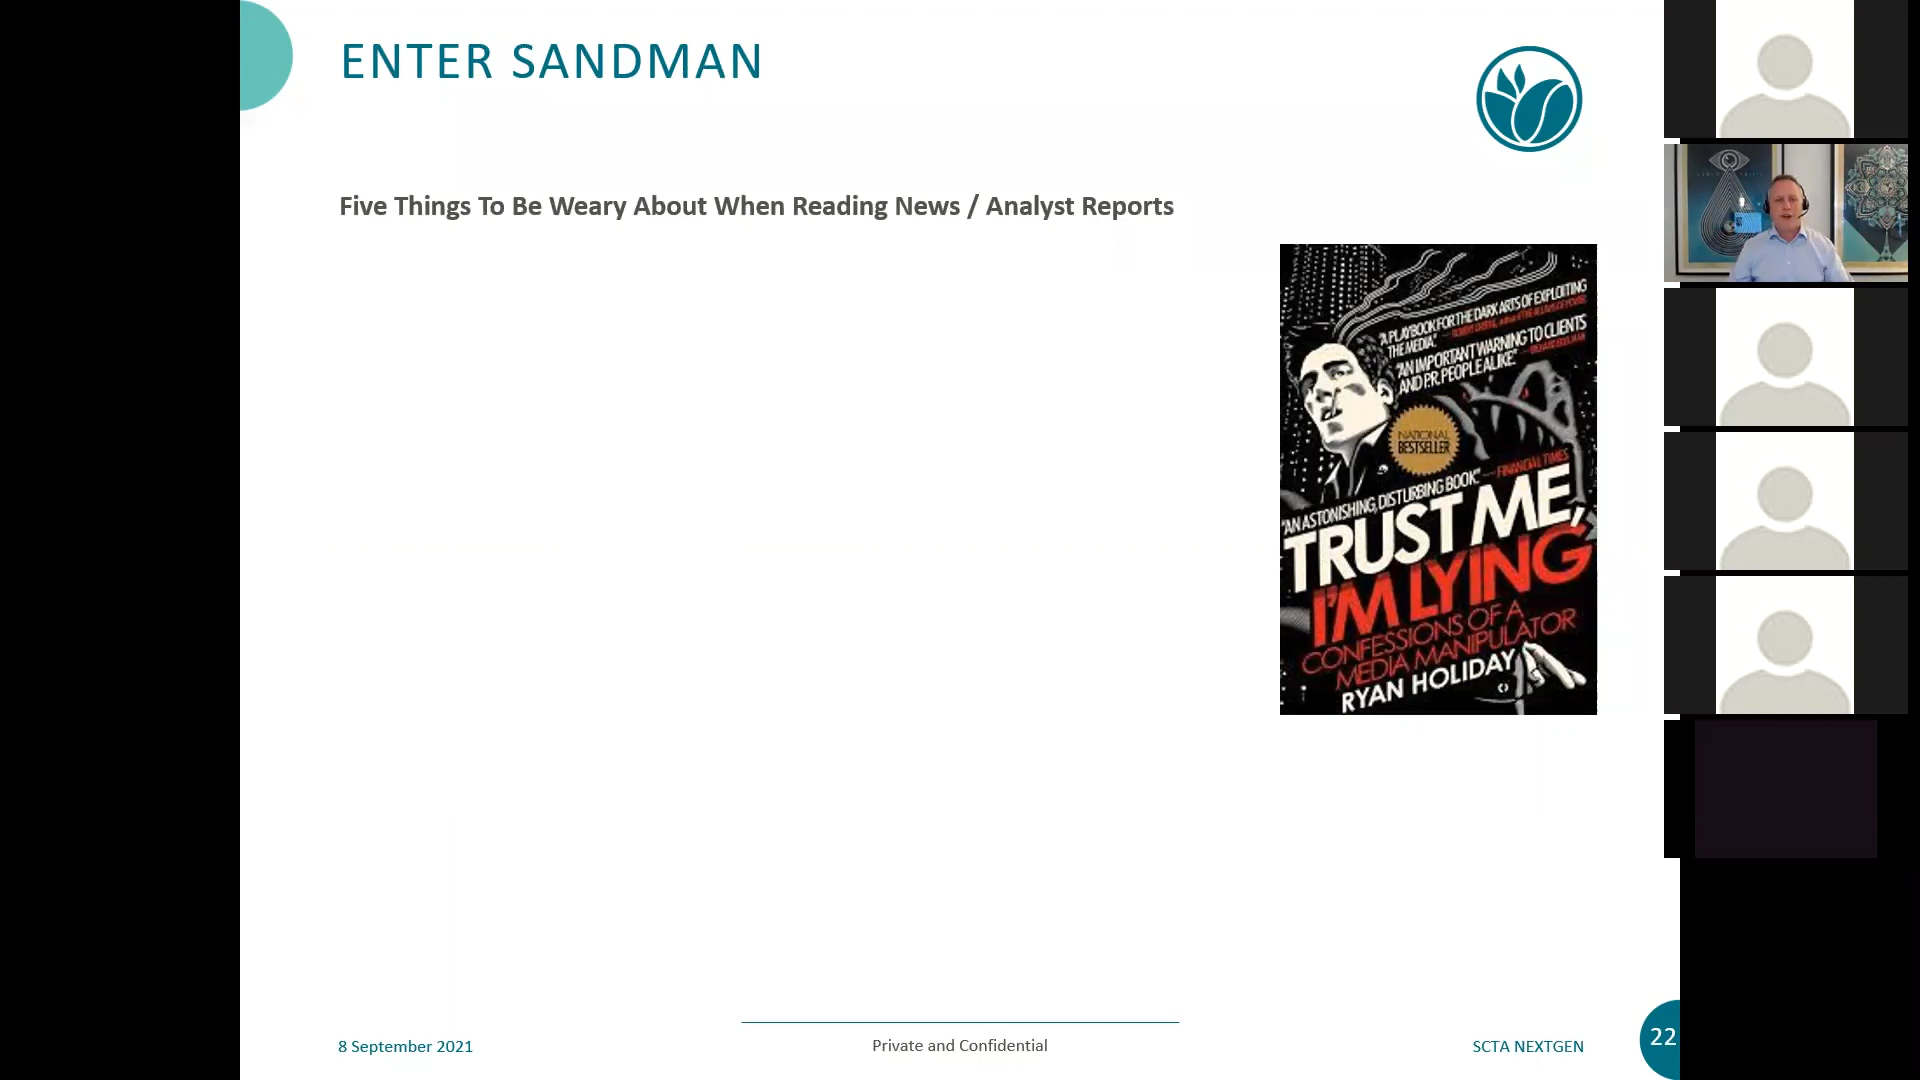 ENTER SANDMAN
Five Things To Be Weary About When Reading News / Analyst Reports
"A PLAYBOOK FOR THE DARK ARTS OF EXPLOITING
THE MEDIA."
"AN IMPORTANT WARNING TO CLIENTS
AND P.R. PEOPLE ALIKE."
NATIONAL
BESTSELLER
"AN ASTONISHING, DISTURBING BOOK." —FINANCIAL TIMES
TRUST ME,
I'M LYING
CONFESSIONS OF A
MEDIA MANIPULATOR
RYAN HOLIDAY
8 September 2021
Private and Confidential
SCTA NEXTGEN
22